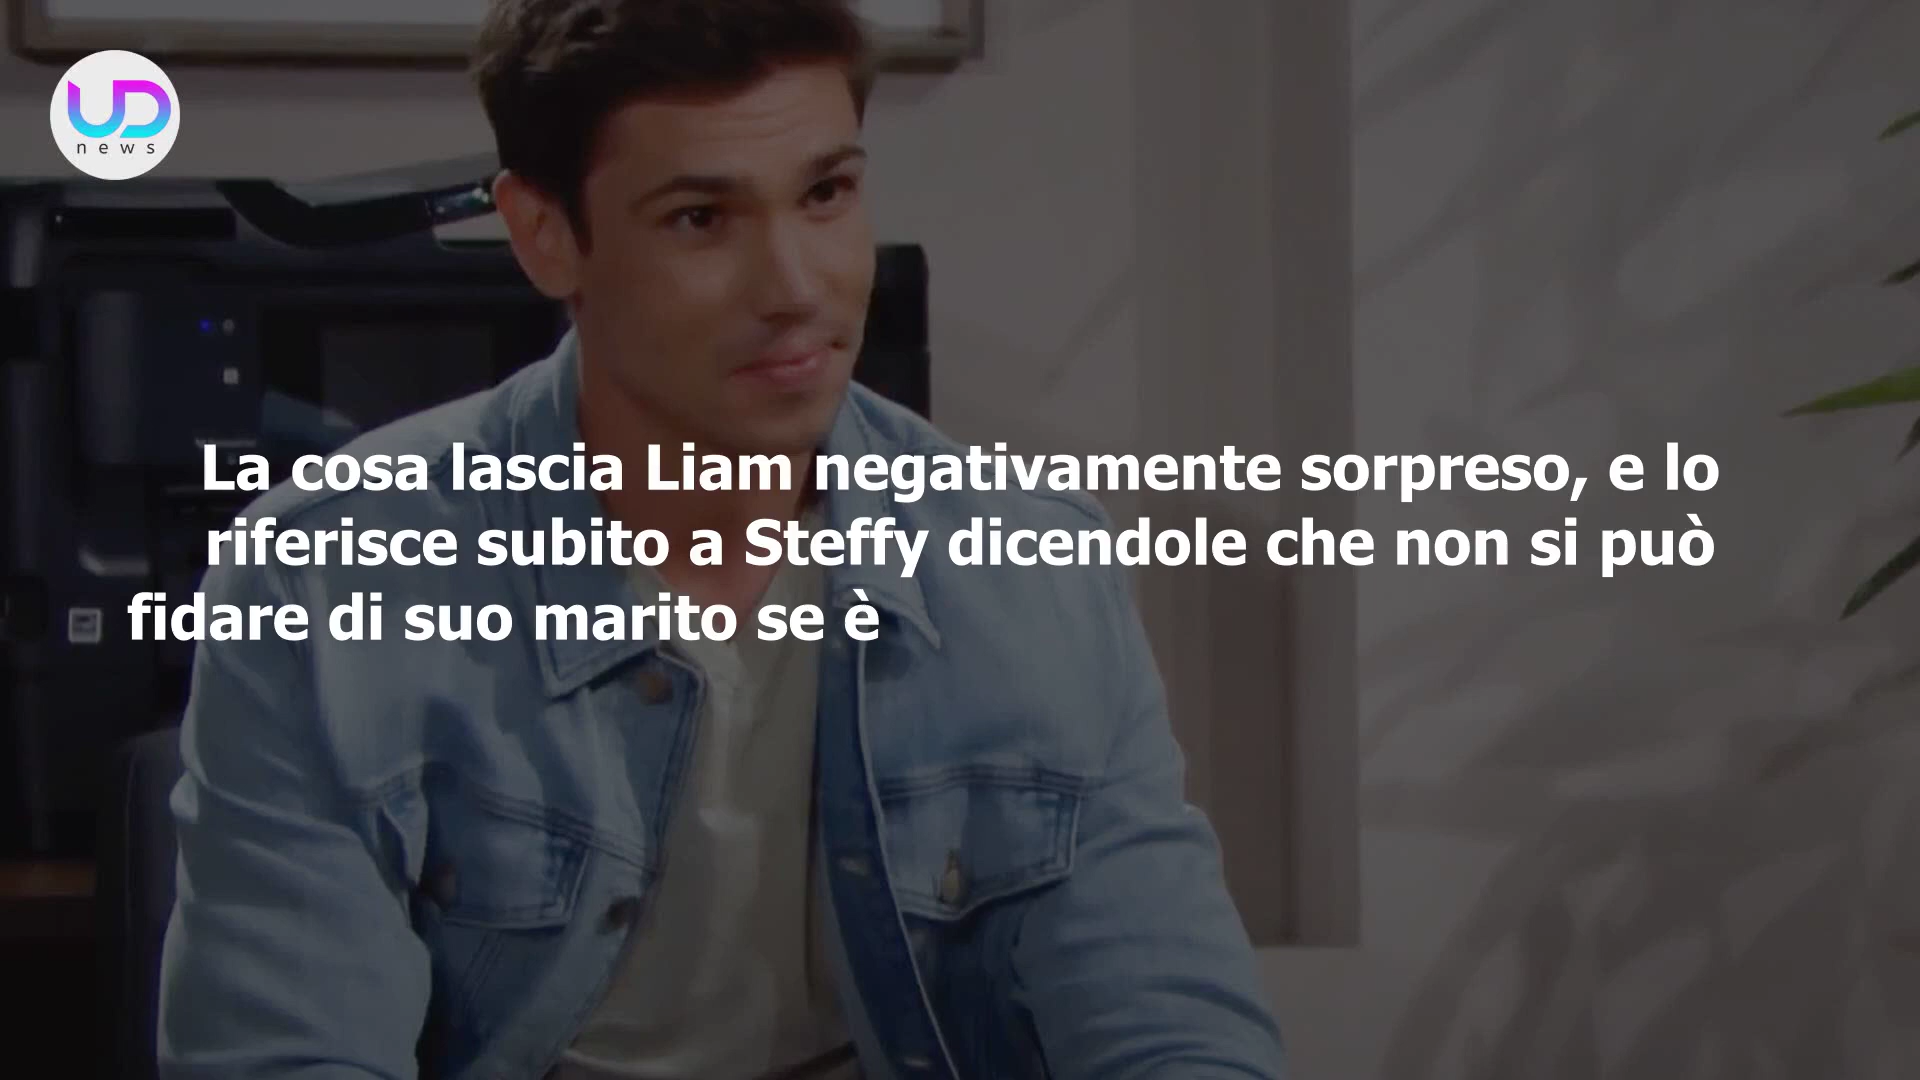 UD
news
La cosa lascia Liam negativamente sorpreso, e lo
riferisce subito a Steffy dicendole che non si può
fidare di suo marito se è